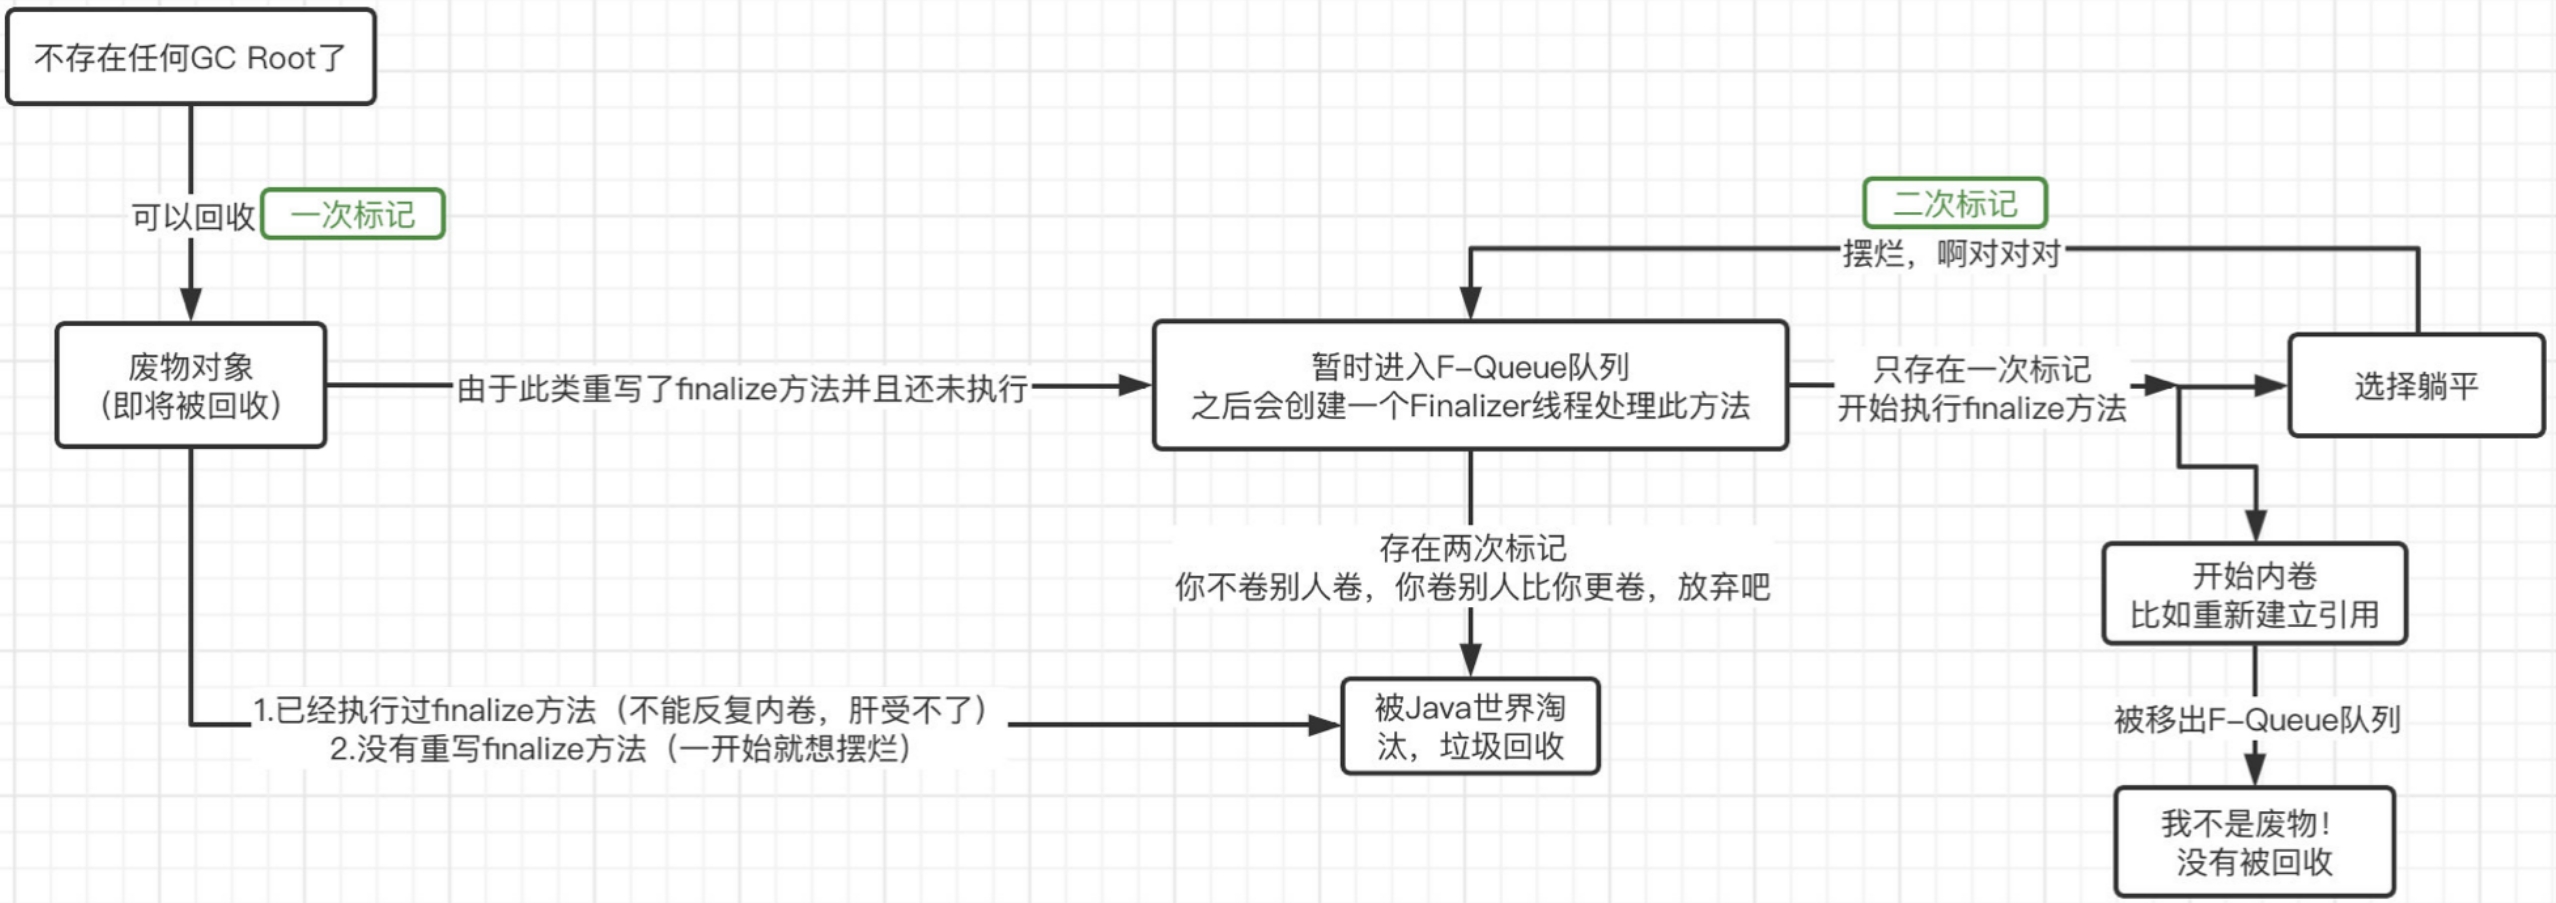 不存在任何GC Root了
可以回收
一次标记
废物对象
（即将被回收）
由于此类重写了finalize方法并且还未执行
暂时进入F-Queue队列
之后会创建一个Finalizer线程处理此方法
二次标记
摆烂，啊对对对
只存在一次标记
开始执行finalize方法
选择躺平
存在两次标记
你不卷别人卷，你卷别人比你更卷，放弃吧
开始内卷
比如重新建立引用
1.已经执行过finalize方法（不能反复内卷，肝受不了）
2.没有重写finalize方法（一开始就想摆烂）
被Java世界淘
汰，垃圾回收
被移出F-Queue队列
我不是废物！
没有被回收